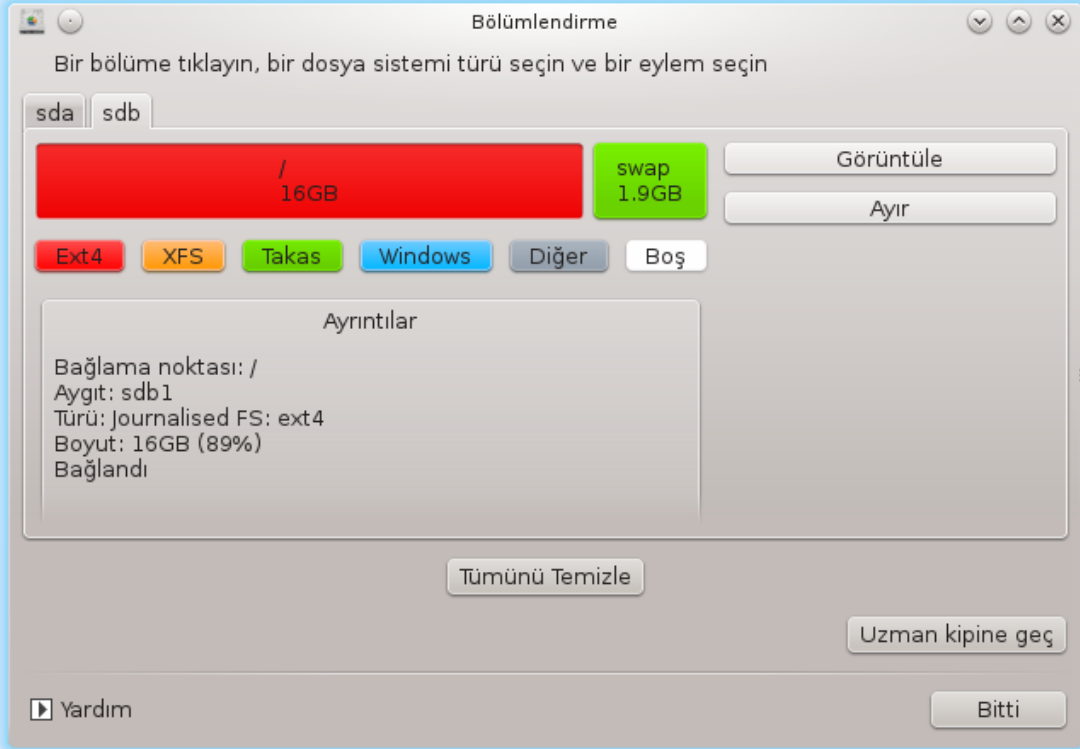 Bölümlendirme
Bir bölüme tıklayın, bir dosya sistemi türü seçin ve bir eylem seçin
sda sdb
/
16GB
swap
1.9GB
Görüntüle
Ayır
Ext4 XFS Takas Windows Diğer Boş
Ayrıntılar
Bağlama noktası: /
Aygıt: sdb1
Türü: Journalised FS: ext4
Boyut: 16GB (89%)
Bağlandı
Tümünü Temizle
Uzman kipine geç
Yardım
Bitti